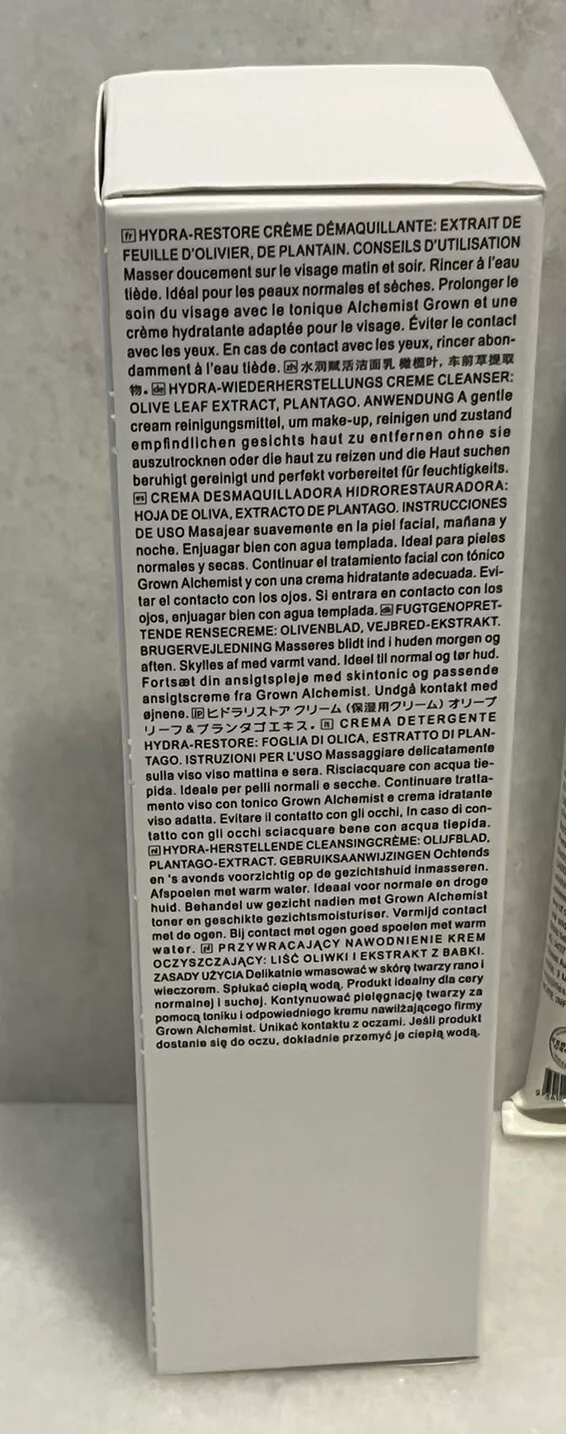 fr HYDRA-RESTORE CRÈME DÉMAQUILLANTE: EXTRAIT DE
FEUILLE D'OLIVIER, DE PLANTAIN. CONSEILS D'UTILISATION
Masser doucement sur le visage matin et soir. Rincer à l'eau
tiède. Idéal pour les peaux normales et sèches. Prolonger le
soin du visage avec le tonique Alchemist Grown et une
crème hydratante adaptée pour le visage. Éviter le contact
avec les yeux. En cas de contact avec les yeux, rincer abon-
damment à l'eau tiède. zh 水润赋活洁面乳 橄榄叶, 车前草提取
物. de HYDRA-WIEDERHERSTELLUNGS CREME CLEANSER:
OLIVE LEAF EXTRACT, PLANTAGO. ANWENDUNG A gentle
cream reinigungsmittel, um make-up, reinigen und zustand
empfindlichen gesichts haut zu entfernen ohne sie
auszutrocknen oder die haut zu reizen und die Haut suchen
beruhigt gereinigt und perfekt vorbereitet für feuchtigkeits.
es CREMA DESMAQUILLADORA HIDRORESTAURADORA:
HOJA DE OLIVA, EXTRACTO DE PLANTAGO. INSTRUCCIONES
DE USO Masajear suavemente en la piel facial, mañana y
noche. Enjuagar bien con agua templada. Ideal para pieles
normales y secas. Continuar el tratamiento facial con tónico
Grown Alchemist y con una crema hidratante adecuada. Evi-
tar el contacto con los ojos. Si entrara en contacto con los
ojos, enjuagar bien con agua templada. dk FUGTGENOPRET-
TENDE RENSECREME: OLIVENBLAD, VEJBRED-EKSTRAKT.
BRUGERVEJLEDNING Masseres blidt ind i huden morgen og
aften. Skylles af med varmt vand. Ideel til normal og tør hud.
Fortsæt din ansigtspleje med skintonic og passende
ansigtscreme fra Grown Alchemist. Undgå kontakt med
øjnene. jp ヒドラリストア クリーム (保湿用クリーム) オリーブ
リーフ&プランタゴエキス. it CREMA DETERGENTE
HYDRA-RESTORE: FOGLIA DI OLICA, ESTRATTO DI PLAN-
TAGO. ISTRUZIONI PER L'USO Massaggiare delicatamente
sulla viso viso mattina e sera. Risciacquare con acqua tie-
pida. Ideale per pelli normali e secche. Continuare tratta-
mento viso con tonico Grown Alchemist e crema idratante
viso adatta. Evitare il contatto con gli occhi, In caso di con-
tatto con gli occhi sciacquare bene con acqua tiepida.
nl HYDRA-HERSTELLENDE CLEANSINGCRÈME: OLIJFBLAD,
PLANTAGO-EXTRACT. GEBRUIKSAANWIJZINGEN Ochtends
en 's avonds voorzichtig op de gezichtshuid inmasseren.
Afspoelen met warm water. Ideaal voor normale en droge
huid. Behandel uw gezicht nadien met Grown Alchemist
toner en geschikte gezichtsmoisturiser. Vermijd contact
met de ogen. Bij contact met ogen goed spoelen met warm
water. pl PRZYWRACAJĄCY NAWODNIENIE KREM
OCZYSZCZAJĄCY: LIŚĆ OLIWKI I EKSTRAKT Z BABKI.
ZASADY UŻYCIA Delikatnie wmasować w skórę twarzy rano i
wieczorem. Spłukać ciepłą wodą. Produkt idealny dla cery
normalnej i suchej. Kontynuować pielęgnację twarzy za
pomocą toniku i odpowiedniego kremu nawilżającego firmy
Grown Alchemist. Unikać kontaktu z oczami. Jeśli produkt
dostanie się do oczu, dokładnie przemyć je ciepłą wodą.